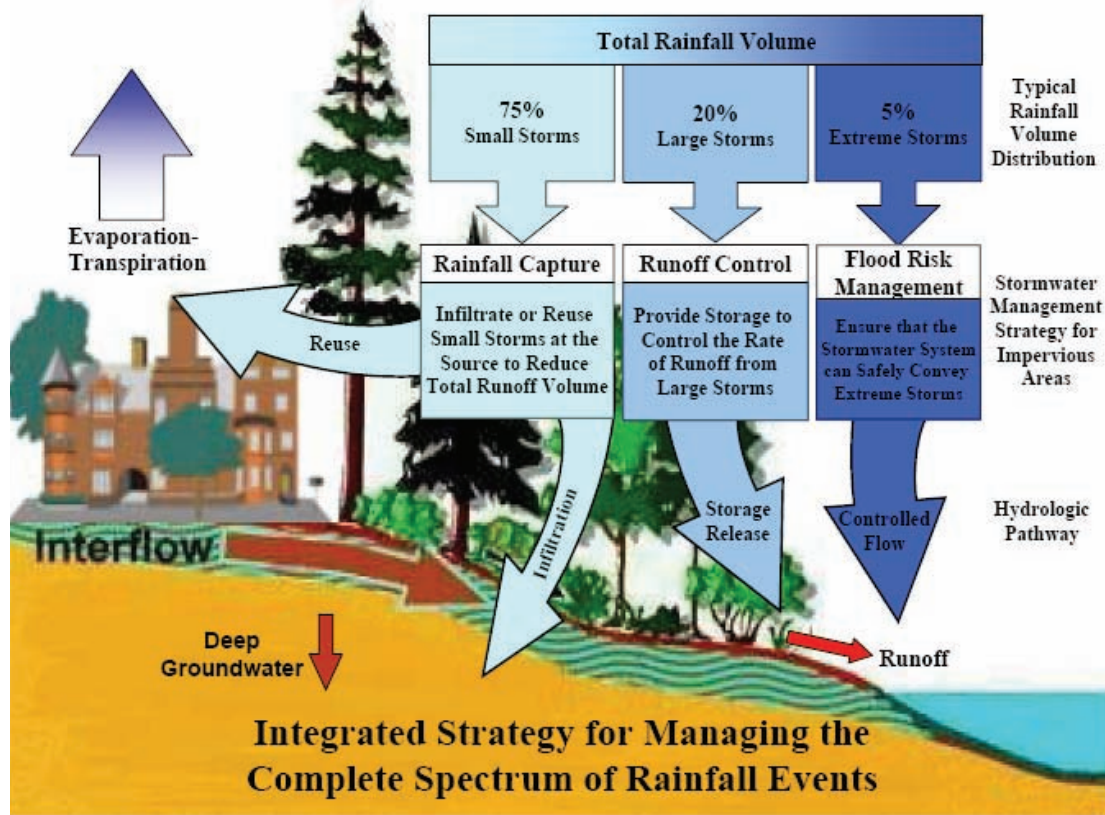 Total Rainfall Volume
75%
Small Storms
20%
Large Storms
5%
Extreme Storms
Typical
Rainfall
Volume
Distribution
Evaporation-
Transpiration
Rainfall Capture
Infiltrate or Reuse
Small Storms at the
Source to Reduce
Total Runoff Volume
Runoff Control
Provide Storage to
Control the Rate
of Runoff from
Large Storms
Flood Risk
Management
Ensure that the
Stormwater System
can Safely Convey
Extreme Storms
Stormwater
Management
Strategy for
Impervious
Areas
Reuse
Infiltration
Storage
Release
Controlled
Flow
Hydrologic
Pathway
Interflow
Deep
Groundwater
Runoff
Integrated Strategy for Managing the
Complete Spectrum of Rainfall Events